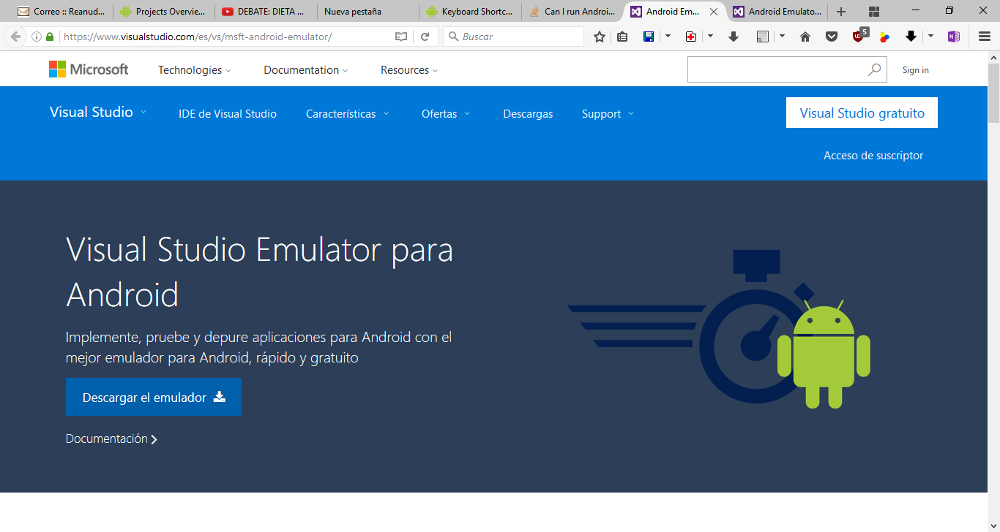 Correo :: Reanud...
Projects Overvie...
DEBATE: DIETA ...
Nueva pestaña
Keyboard Shortc...
Can I run Androi...
Android Em...
Android Emulato...
https://www.visualstudio.com/es/vs/msft-android-emulator/
Buscar
5
Microsoft
Technologies
Documentation
Resources
Sign in
Visual Studio
IDE de Visual Studio
Características
Ofertas
Descargas
Support
Visual Studio gratuito
Acceso de suscriptor
Visual Studio Emulator para
Android
Implemente, pruebe y depure aplicaciones para Android con el
mejor emulador para Android, rápido y gratuito
Descargar el emulador
Documentación